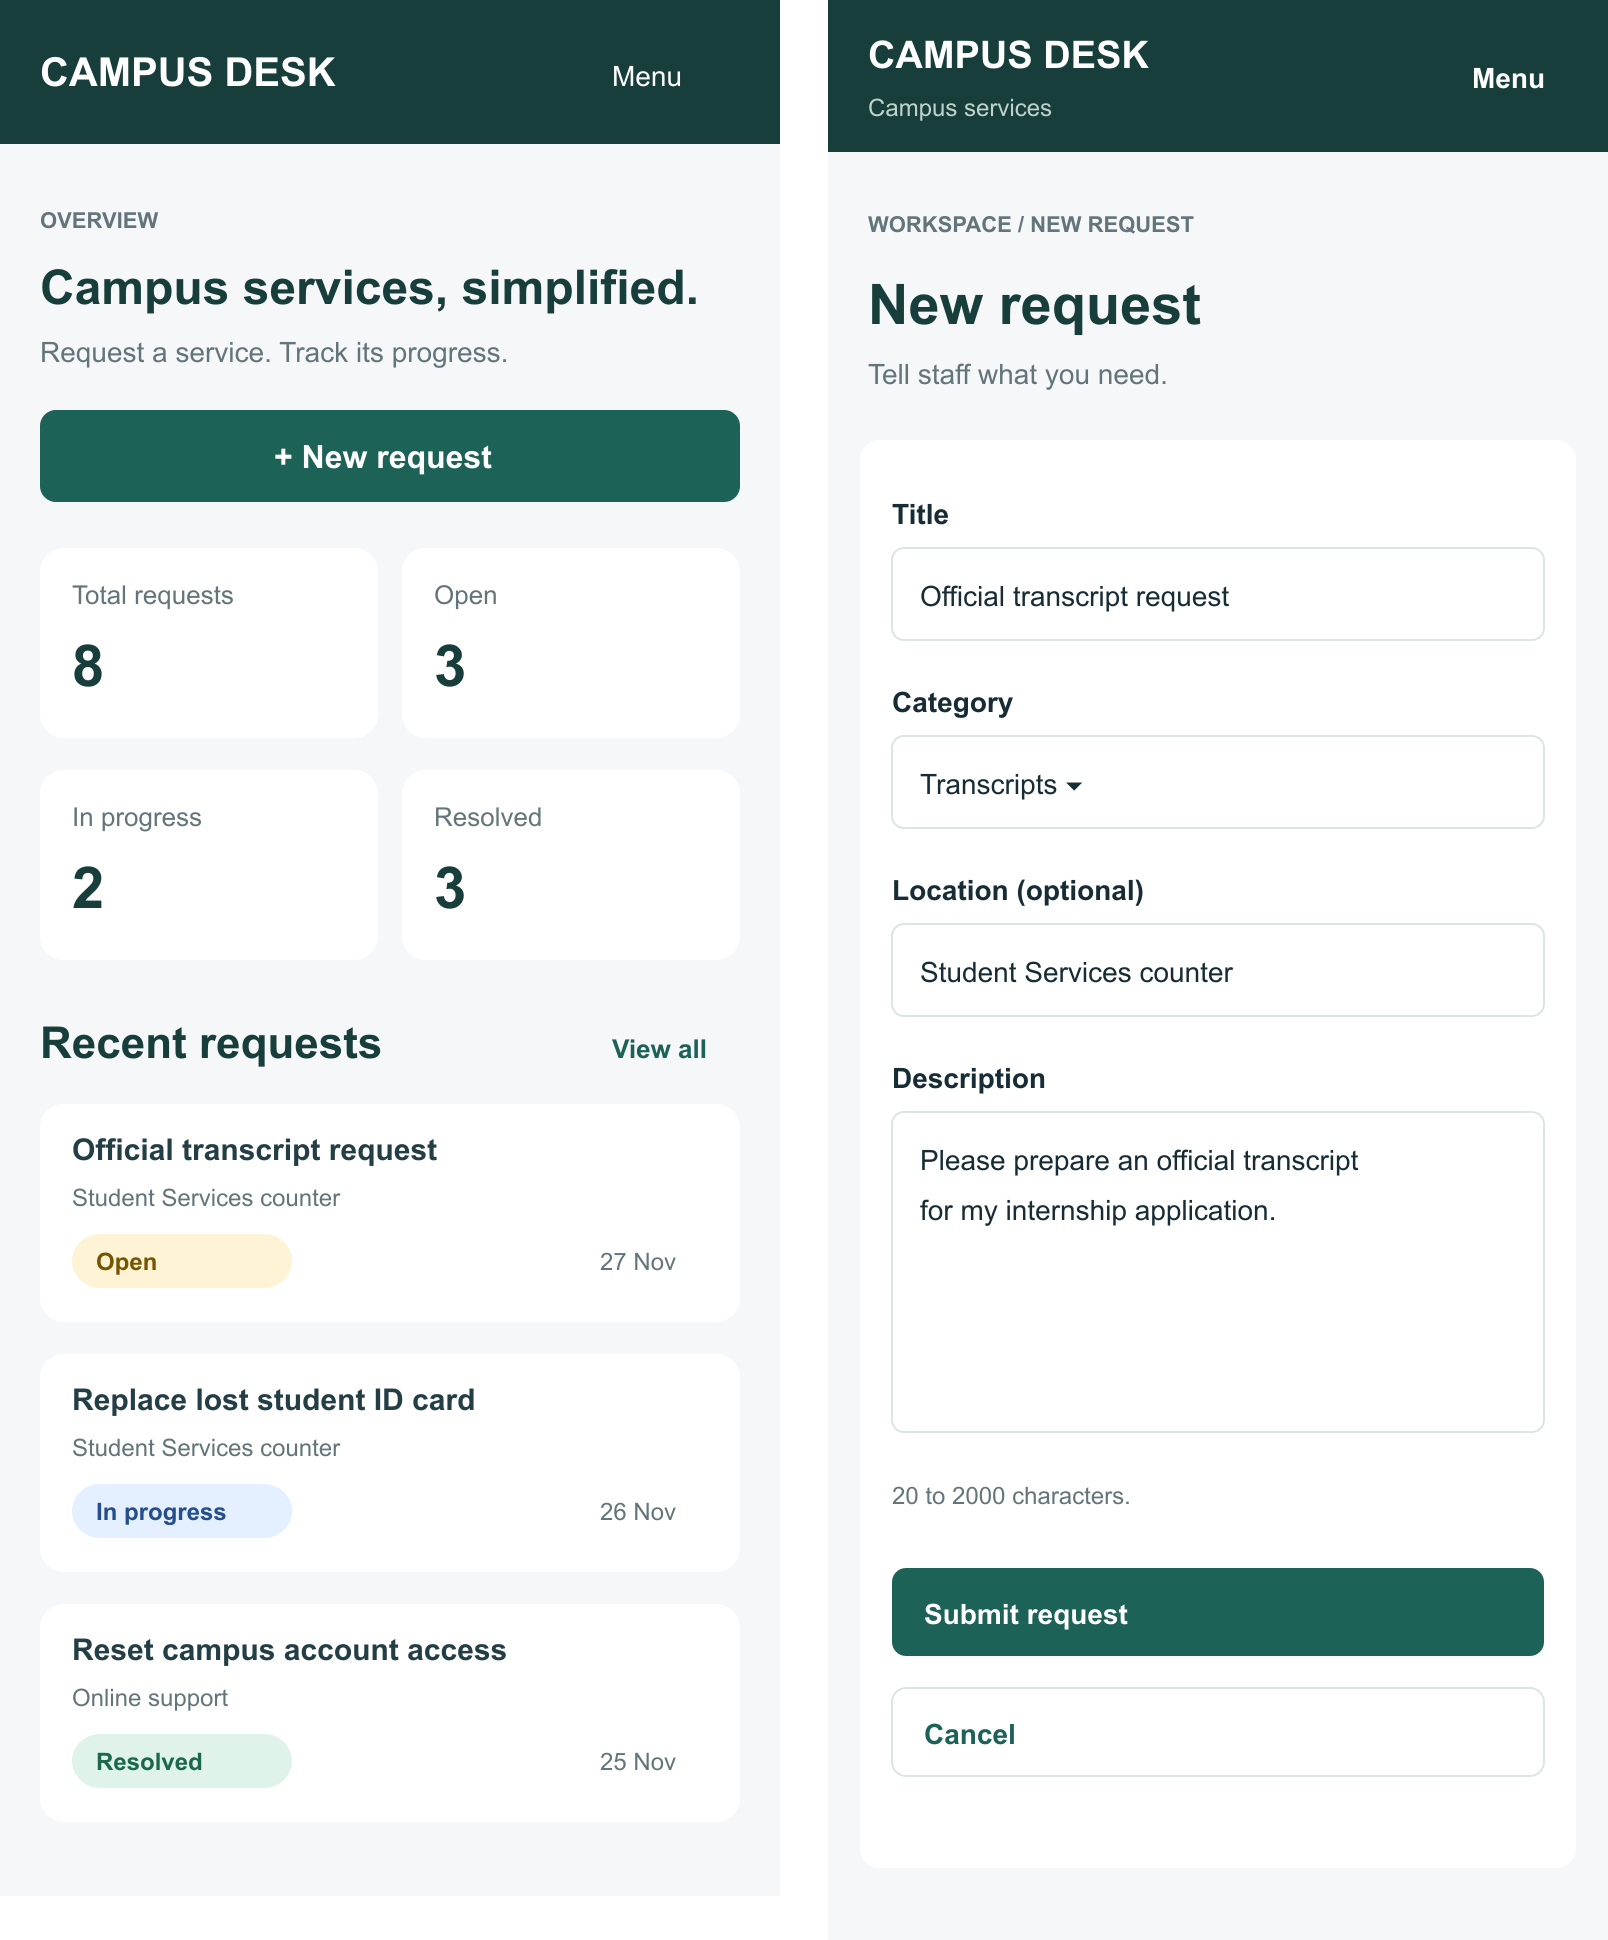 CAMPUS DESK
Menu
OVERVIEW
Campus services, simplified.
Request a service. Track its progress.
+ New request
Total requests
8
Open
3
In progress
2
Resolved
3
Recent requests
View all
Official transcript request
Student Services counter
Open
27 Nov
Replace lost student ID card
Student Services counter
In progress
26 Nov
Reset campus account access
Online support
Resolved
25 Nov
CAMPUS DESK
Campus services
Menu
WORKSPACE / NEW REQUEST
New request
Tell staff what you need.
Title
Official transcript request
Category
Transcripts
Location (optional)
Student Services counter
Description
Please prepare an official transcript
for my internship application.
20 to 2000 characters.
Submit request
Cancel